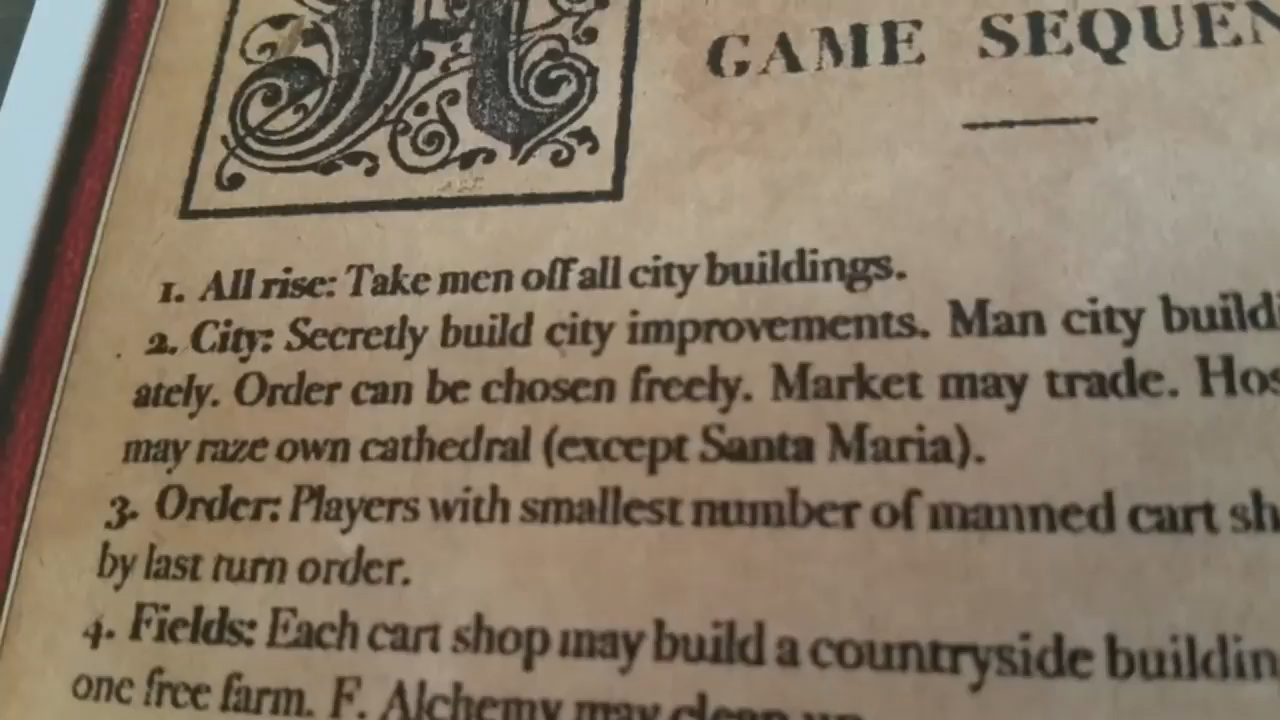 A
GAME SEQUEN
1. All rise: Take men off all city buildings.
2. City: Secretly build city improvements. Man city buildi
ately. Order can be chosen freely. Market may trade. Hos
may raze own cathedral (except Santa Maria).
3. Order: Players with smallest number of manned cart sh
by last turn order.
4. Fields: Each cart shop may build a countryside buildin
one free farm. F. Alchemy may clean up